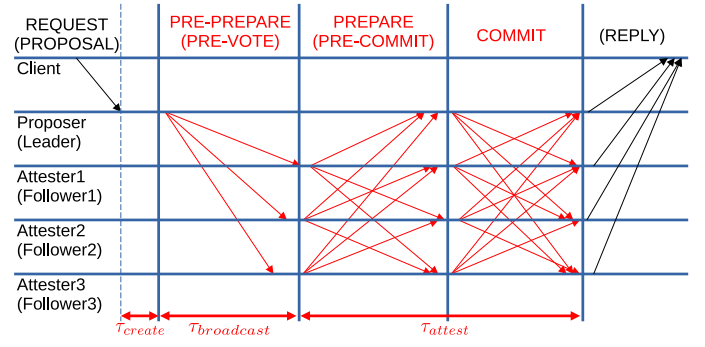 REQUEST
(PROPOSAL)
PRE-PREPARE
(PRE-VOTE)
PREPARE
(PRE-COMMIT)
COMMIT
(REPLY)
Client
Proposer
(Leader)
Attester1
(Follower1)
Attester2
(Follower2)
Attester3
(Follower3)
τcreate
τbroadcast
τattest